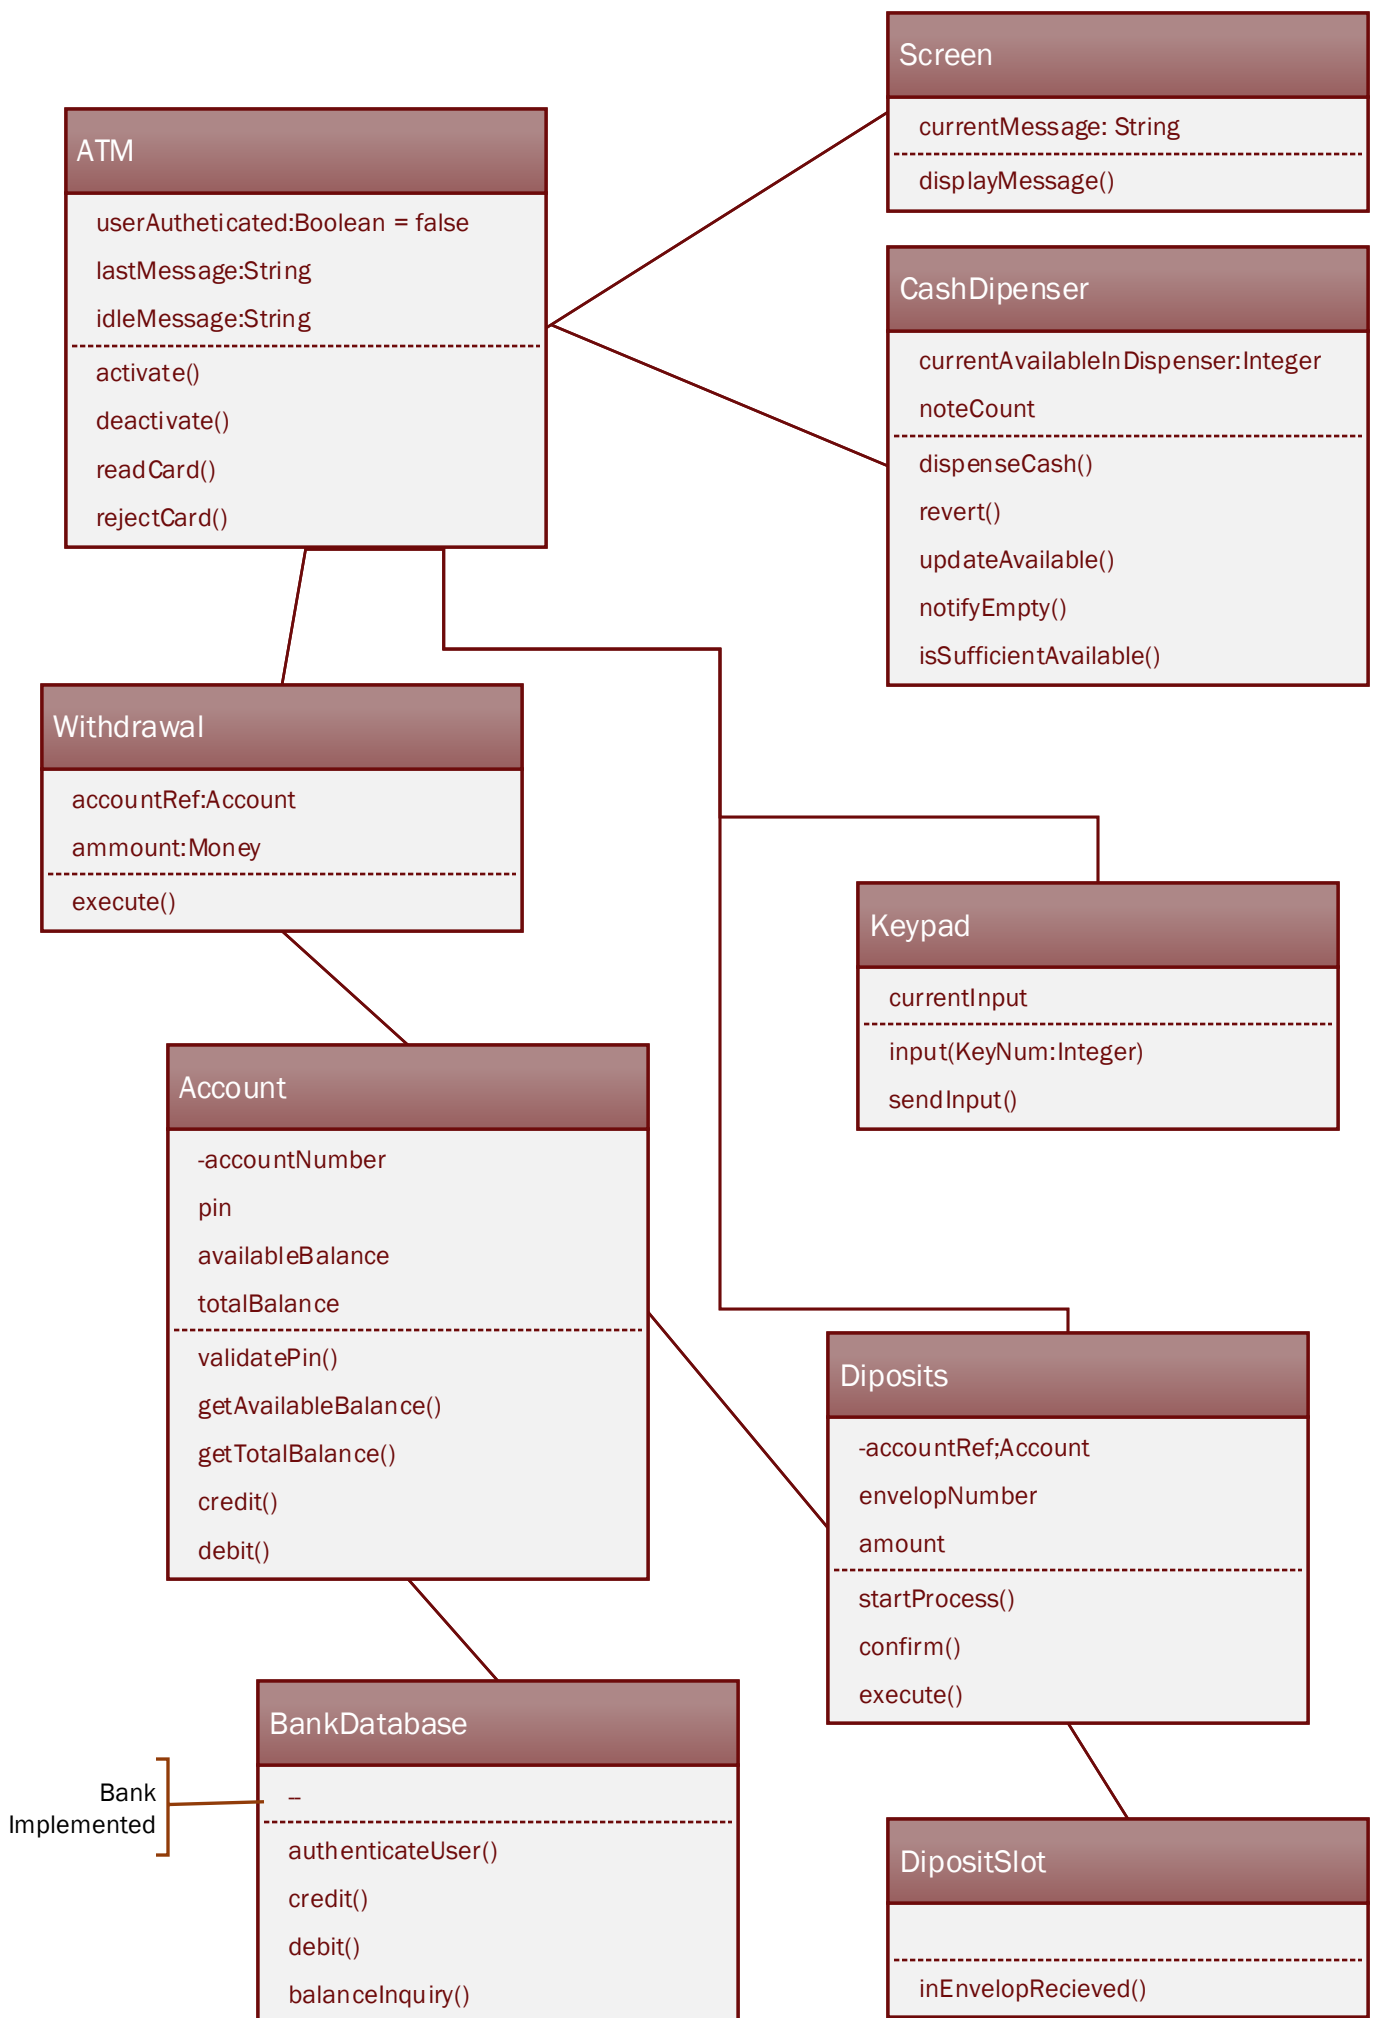 Screen
currentMessage: String
displayMessage()
ATM
userAutheticated:Boolean = false
lastMessage:String
idleMessage:String
activate()
deactivate()
readCard()
rejectCard()
CashDipenser
currentAvailableInDispenser:Integer
noteCount
dispenseCash()
revert()
updateAvailable()
notifyEmpty()
isSufficientAvailable()
Withdrawal
accountRef:Account
ammount:Money
execute()
Keypad
currentInput
input(KeyNum:Integer)
sendInput()
Account
-accountNumber
pin
availableBalance
totalBalance
validatePin()
getAvailableBalance()
getTotalBalance()
credit()
debit()
Diposits
-accountRef;Account
envelopNumber
amount
startProcess()
confirm()
execute()
BankDatabase
--
authenticateUser()
credit()
debit()
balanceInquiry()
Bank
Implemented
DipositSlot
inEnvelopRecieved()